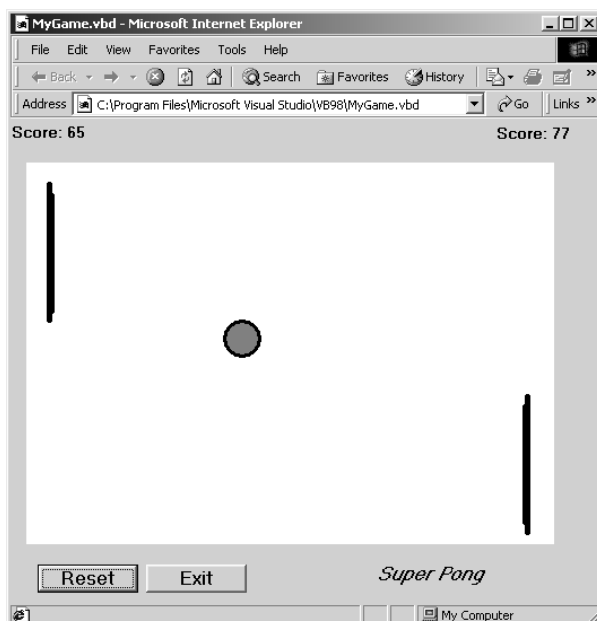 MyGame.vbd - Microsoft Internet Explorer
File Edit View Favorites Tools Help
Back Search Favorites History »
Address C:\Program Files\Microsoft Visual Studio\VB98\MyGame.vbd Go Links »
Score: 65 Score: 77
Reset Exit Super Pong
My Computer